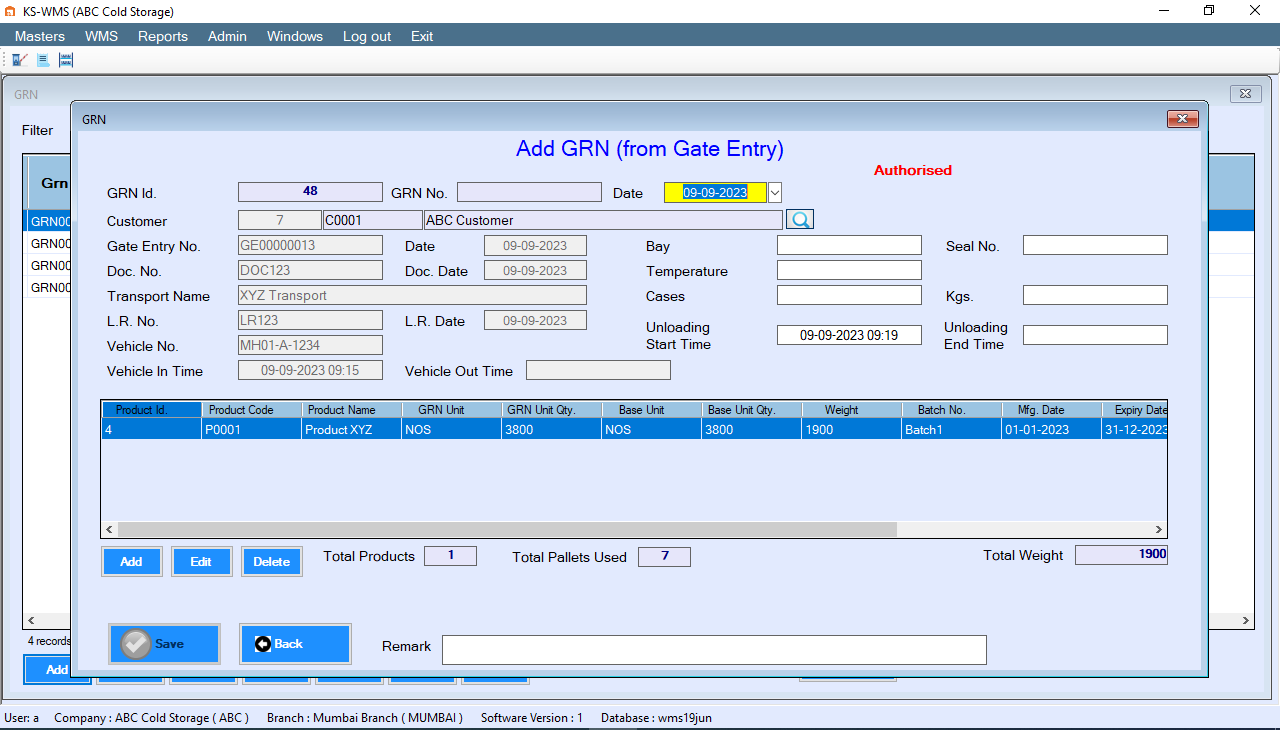 KS-WMS (ABC Cold Storage)
Masters WMS Reports Admin Windows Log out Exit
GRN
Filter
Grn
GRN00
GRN00
GRN00
GRN00
4 records
Add
GRN
Add GRN (from Gate Entry)
Authorised
GRN Id. 48 GRN No. Date 09-09-2023
Customer 7 C0001 ABC Customer
Gate Entry No. GE00000013 Date 09-09-2023 Bay Seal No.
Doc. No. DOC123 Doc. Date 09-09-2023 Temperature
Transport Name XYZ Transport Cases Kgs.
L.R. No. LR123 L.R. Date 09-09-2023 Unloading Start Time 09-09-2023 09:19 Unloading End Time
Vehicle No. MH01-A-1234
Vehicle In Time 09-09-2023 09:15 Vehicle Out Time
Product Id. Product Code Product Name GRN Unit GRN Unit Qty. Base Unit Base Unit Qty. Weight Batch No. Mfg. Date Expiry Date
4 P0001 Product XYZ NOS 3800 NOS 3800 1900 Batch1 01-01-2023 31-12-2023
Add Edit Delete Total Products 1 Total Pallets Used 7 Total Weight 1900
Save Back Remark
User: a Company : ABC Cold Storage ( ABC ) Branch : Mumbai Branch ( MUMBAI ) Software Version : 1 Database : wms19jun